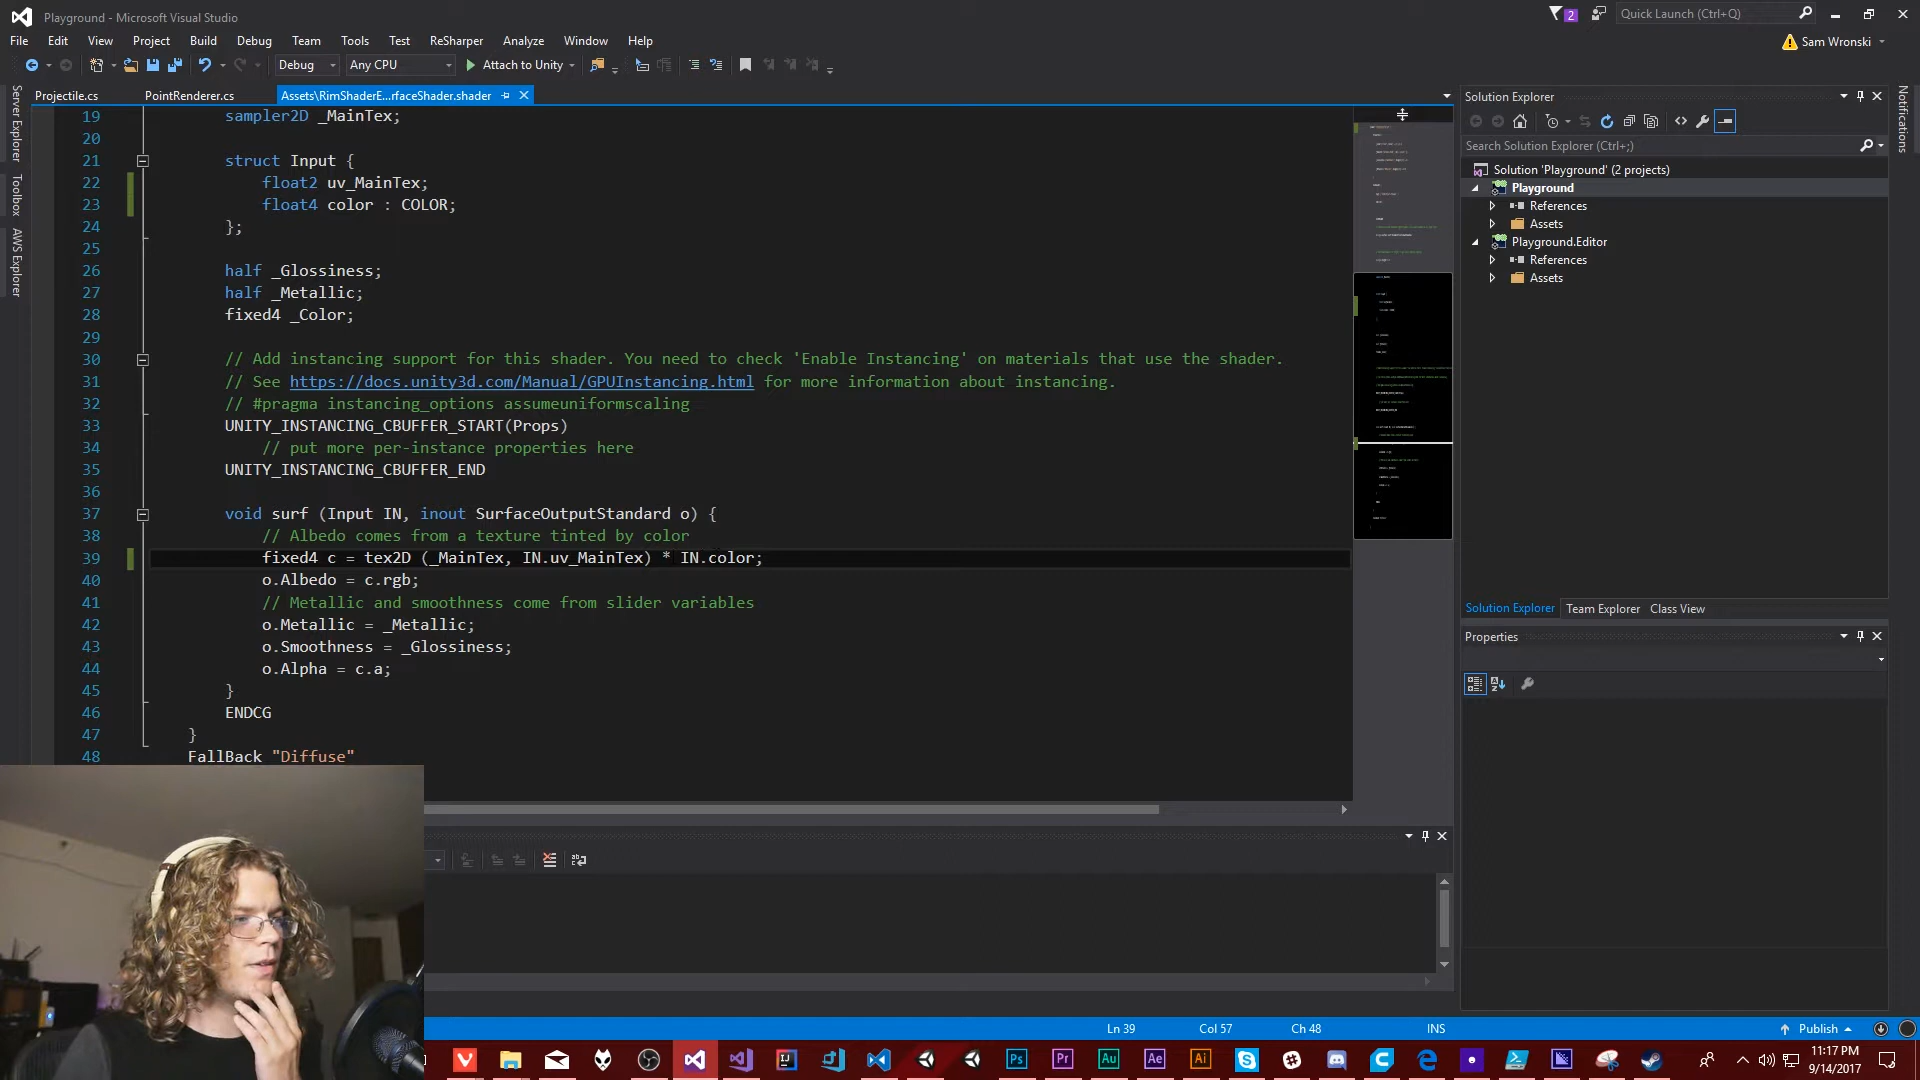 Playground - Microsoft Visual Studio
2
Quick Launch (Ctrl+Q)
File Edit View Project Build Debug Team Tools Test ReSharper Analyze Window Help
Sam Wronski
Debug Any CPU Attach to Unity
Projectile.cs PointRenderer.cs Assets\RimShaderE...rfaceShader.shader
Server Explorer
Toolbox
AWS Explorer
19 sampler2D _MainTex;
20
21 struct Input {
22 float2 uv_MainTex;
23 float4 color : COLOR;
24 };
25
26 half _Glossiness;
27 half _Metallic;
28 fixed4 _Color;
29
30 // Add instancing support for this shader. You need to check 'Enable Instancing' on materials that use the shader.
31 // See https://docs.unity3d.com/Manual/GPUInstancing.html for more information about instancing.
32 // #pragma instancing_options assumeuniformscaling
33 UNITY_INSTANCING_CBUFFER_START(Props)
34 // put more per-instance properties here
35 UNITY_INSTANCING_CBUFFER_END
36
37 void surf (Input IN, inout SurfaceOutputStandard o) {
38 // Albedo comes from a texture tinted by color
39 fixed4 c = tex2D (_MainTex, IN.uv_MainTex) * IN.color;
40 o.Albedo = c.rgb;
41 // Metallic and smoothness come from slider variables
42 o.Metallic = _Metallic;
43 o.Smoothness = _Glossiness;
44 o.Alpha = c.a;
45 }
46 ENDCG
47 }
48 FallBack "Diffuse"
Solution Explorer
Search Solution Explorer (Ctrl+;)
Solution 'Playground' (2 projects)
Playground
References
Assets
Playground.Editor
References
Assets
Solution Explorer Team Explorer Class View
Properties
Notifications
Ln 39 Col 57 Ch 48 INS Publish
V Ps Pr Au Ae Ai
11:17 PM
9/14/2017